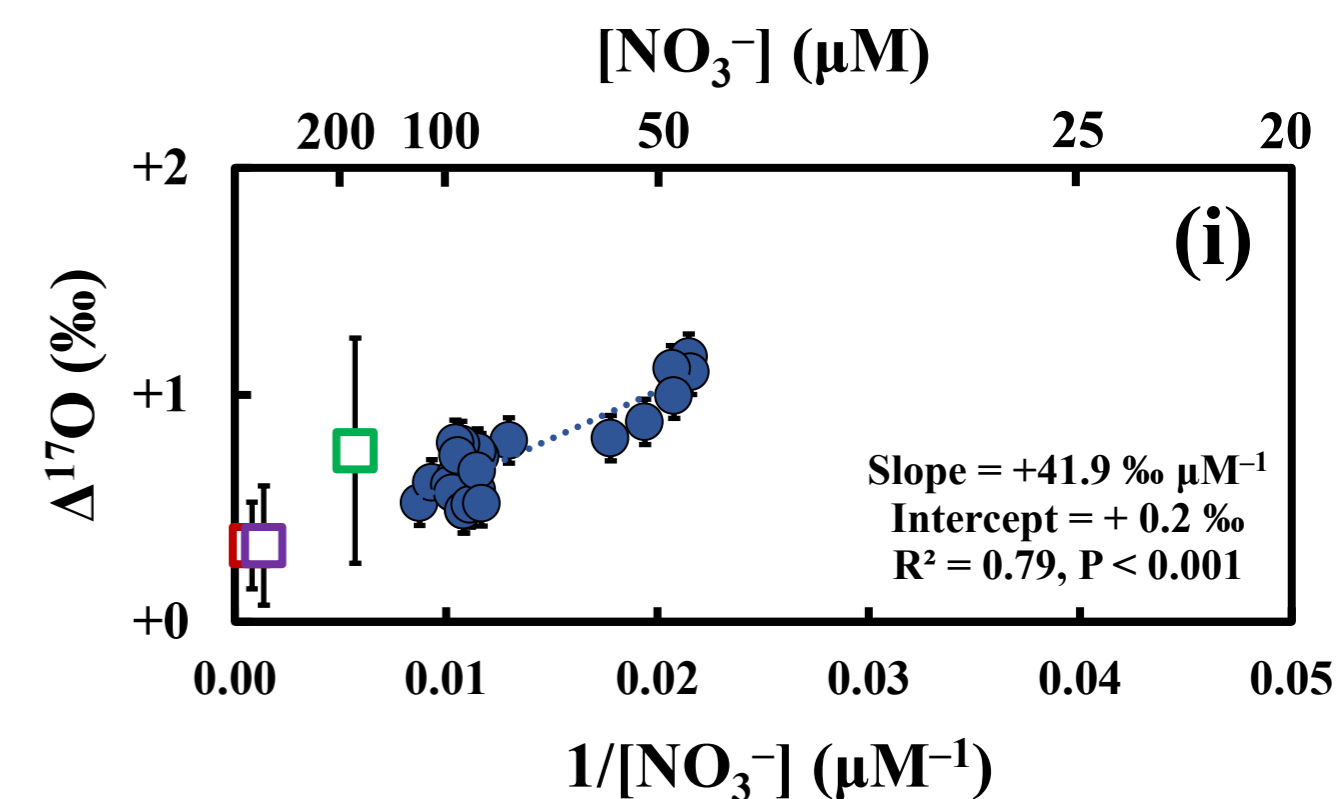 [NO₃⁻] (μM)
200 100 50 25 20
+2
(i)
Δ¹⁷O (‰)
+1
Slope = +41.9 ‰ μM⁻¹
Intercept = + 0.2 ‰
R² = 0.79, P < 0.001
+0
0.00 0.01 0.02 0.03 0.04 0.05
1/[NO₃⁻] (μM⁻¹)